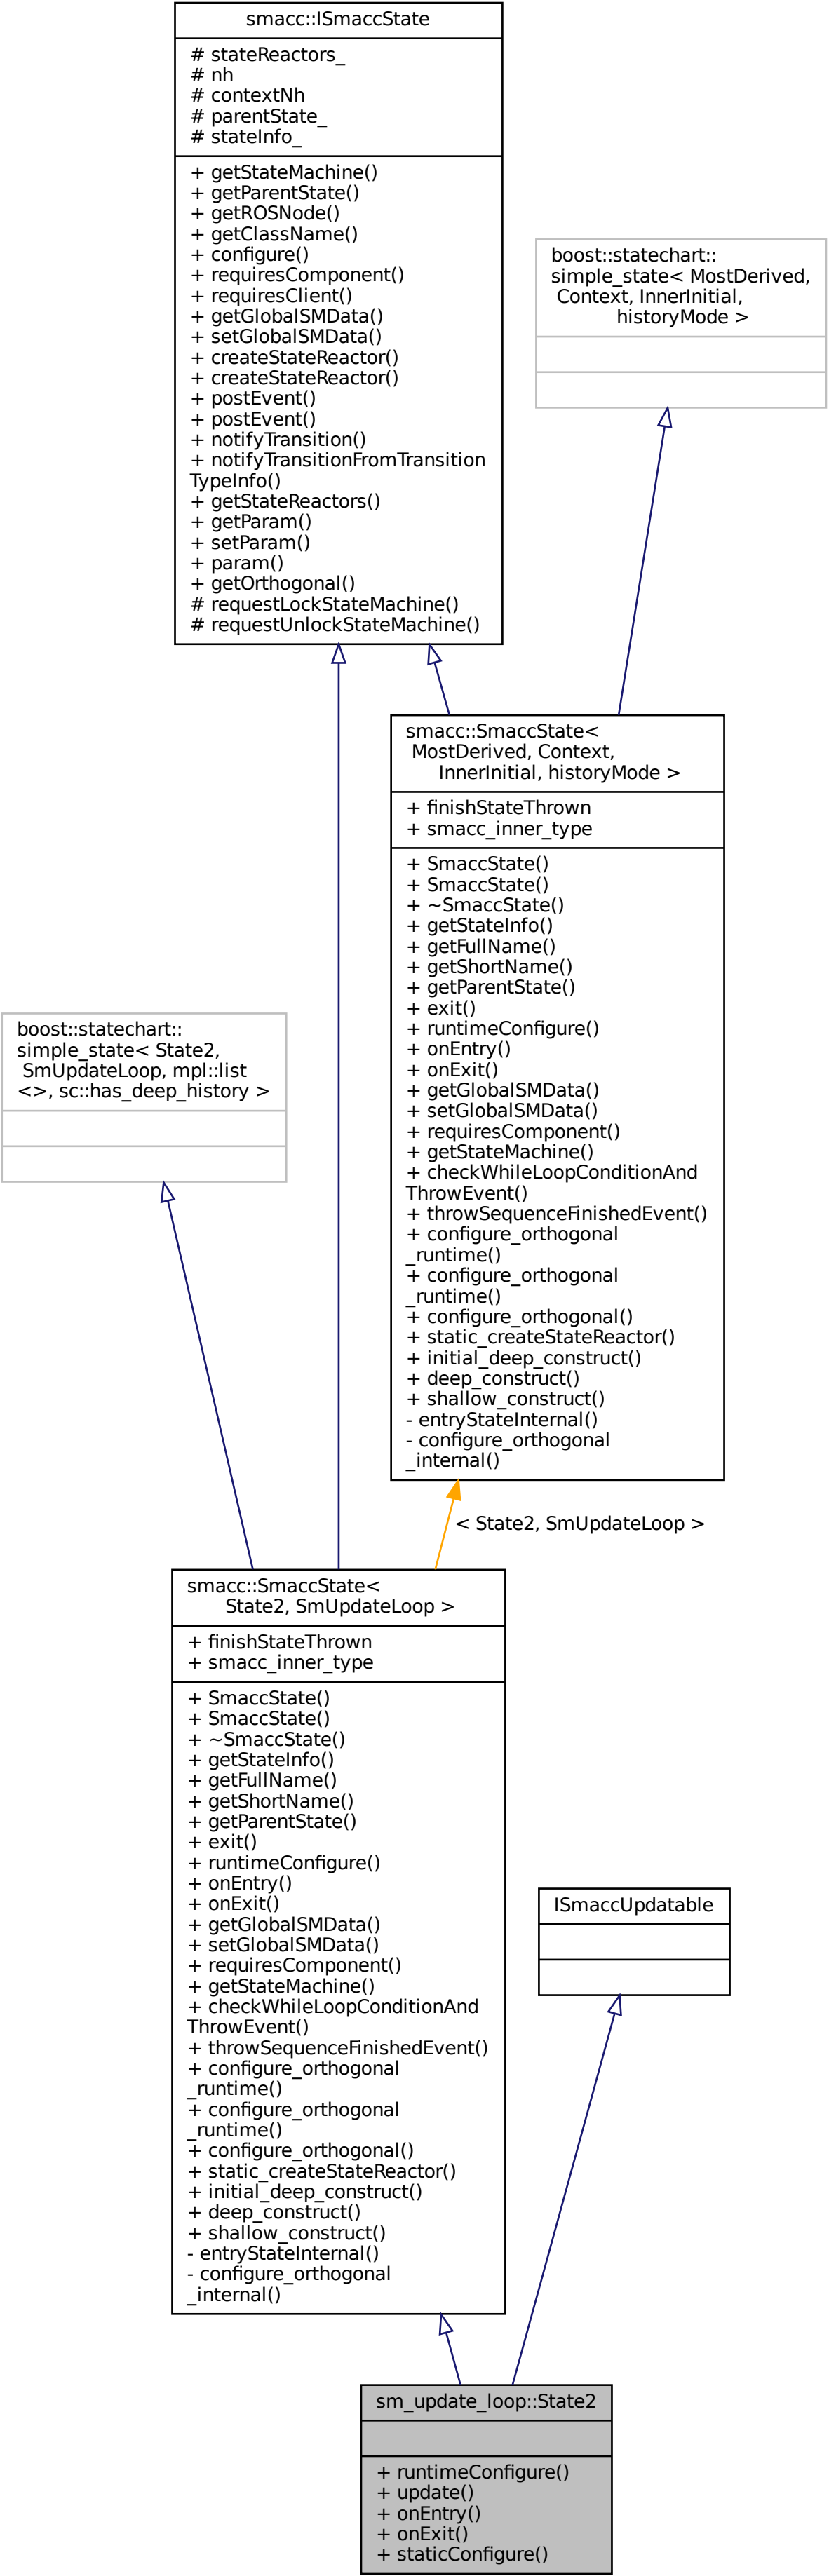 smacc::ISmaccState
# stateReactors_
# nh
# contextNh
# parentState_
# stateInfo_
+ getStateMachine()
+ getParentState()
+ getROSNode()
+ getClassName()
+ configure()
+ requiresComponent()
+ requiresClient()
+ getGlobalSMData()
+ setGlobalSMData()
+ createStateReactor()
+ createStateReactor()
+ postEvent()
+ postEvent()
+ notifyTransition()
+ notifyTransitionFromTransition
TypeInfo()
+ getStateReactors()
+ getParam()
+ setParam()
+ param()
+ getOrthogonal()
# requestLockStateMachine()
# requestUnlockStateMachine()
boost::statechart::
simple_state< MostDerived,
Context, InnerInitial,
historyMode >
smacc::SmaccState<
MostDerived, Context,
InnerInitial, historyMode >
+ finishStateThrown
+ smacc_inner_type
+ SmaccState()
+ SmaccState()
+ ~SmaccState()
+ getStateInfo()
+ getFullName()
+ getShortName()
+ getParentState()
+ exit()
+ runtimeConfigure()
+ onEntry()
+ onExit()
+ getGlobalSMData()
+ setGlobalSMData()
+ requiresComponent()
+ getStateMachine()
+ checkWhileLoopConditionAnd
ThrowEvent()
+ throwSequenceFinishedEvent()
+ configure_orthogonal
_runtime()
+ configure_orthogonal
_runtime()
+ configure_orthogonal()
+ static_createStateReactor()
+ initial_deep_construct()
+ deep_construct()
+ shallow_construct()
- entryStateInternal()
- configure_orthogonal
_internal()
boost::statechart::
simple_state< State2,
SmUpdateLoop, mpl::list
<>, sc::has_deep_history >
< State2, SmUpdateLoop >
smacc::SmaccState<
State2, SmUpdateLoop >
+ finishStateThrown
+ smacc_inner_type
+ SmaccState()
+ SmaccState()
+ ~SmaccState()
+ getStateInfo()
+ getFullName()
+ getShortName()
+ getParentState()
+ exit()
+ runtimeConfigure()
+ onEntry()
+ onExit()
+ getGlobalSMData()
+ setGlobalSMData()
+ requiresComponent()
+ getStateMachine()
+ checkWhileLoopConditionAnd
ThrowEvent()
+ throwSequenceFinishedEvent()
+ configure_orthogonal
_runtime()
+ configure_orthogonal
_runtime()
+ configure_orthogonal()
+ static_createStateReactor()
+ initial_deep_construct()
+ deep_construct()
+ shallow_construct()
- entryStateInternal()
- configure_orthogonal
_internal()
ISmaccUpdatable
sm_update_loop::State2
+ runtimeConfigure()
+ update()
+ onEntry()
+ onExit()
+ staticConfigure()